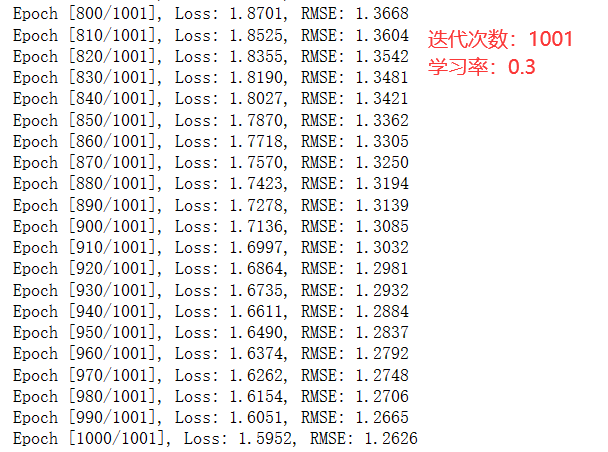 Epoch [800/1001], Loss: 1.8701, RMSE: 1.3668
Epoch [810/1001], Loss: 1.8525, RMSE: 1.3604
迭代次数：1001
Epoch [820/1001], Loss: 1.8355, RMSE: 1.3542
学习率：0.3
Epoch [830/1001], Loss: 1.8190, RMSE: 1.3481
Epoch [840/1001], Loss: 1.8027, RMSE: 1.3421
Epoch [850/1001], Loss: 1.7870, RMSE: 1.3362
Epoch [860/1001], Loss: 1.7718, RMSE: 1.3305
Epoch [870/1001], Loss: 1.7570, RMSE: 1.3250
Epoch [880/1001], Loss: 1.7423, RMSE: 1.3194
Epoch [890/1001], Loss: 1.7278, RMSE: 1.3139
Epoch [900/1001], Loss: 1.7136, RMSE: 1.3085
Epoch [910/1001], Loss: 1.6997, RMSE: 1.3032
Epoch [920/1001], Loss: 1.6864, RMSE: 1.2981
Epoch [930/1001], Loss: 1.6735, RMSE: 1.2932
Epoch [940/1001], Loss: 1.6611, RMSE: 1.2884
Epoch [950/1001], Loss: 1.6490, RMSE: 1.2837
Epoch [960/1001], Loss: 1.6374, RMSE: 1.2792
Epoch [970/1001], Loss: 1.6262, RMSE: 1.2748
Epoch [980/1001], Loss: 1.6154, RMSE: 1.2706
Epoch [990/1001], Loss: 1.6051, RMSE: 1.2665
Epoch [1000/1001], Loss: 1.5952, RMSE: 1.2626